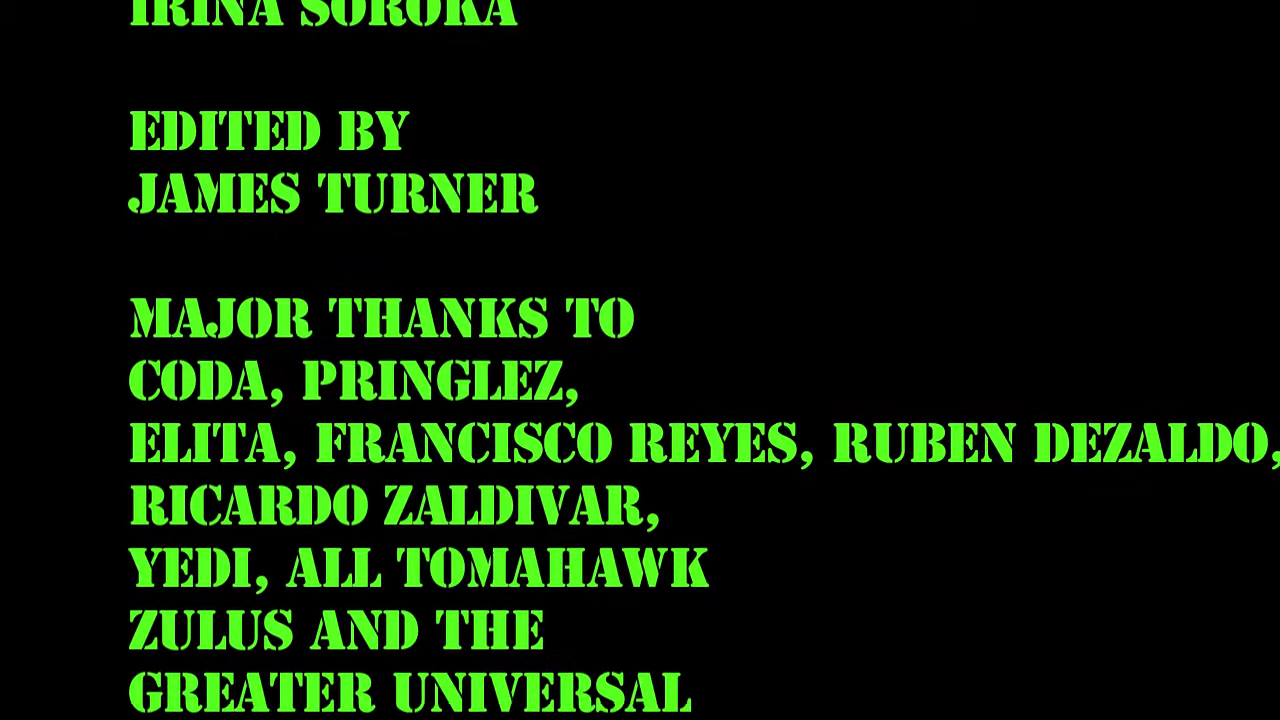 IRINA SOROKA
EDITED BY
JAMES TURNER
MAJOR THANKS TO
CODA, PRINGLEZ,
ELITA, FRANCISCO REYES, RUBEN DEZALDO,
RICARDO ZALDIVAR,
YEDI, ALL TOMAHAWK
ZULUS AND THE
GREATER UNIVERSAL